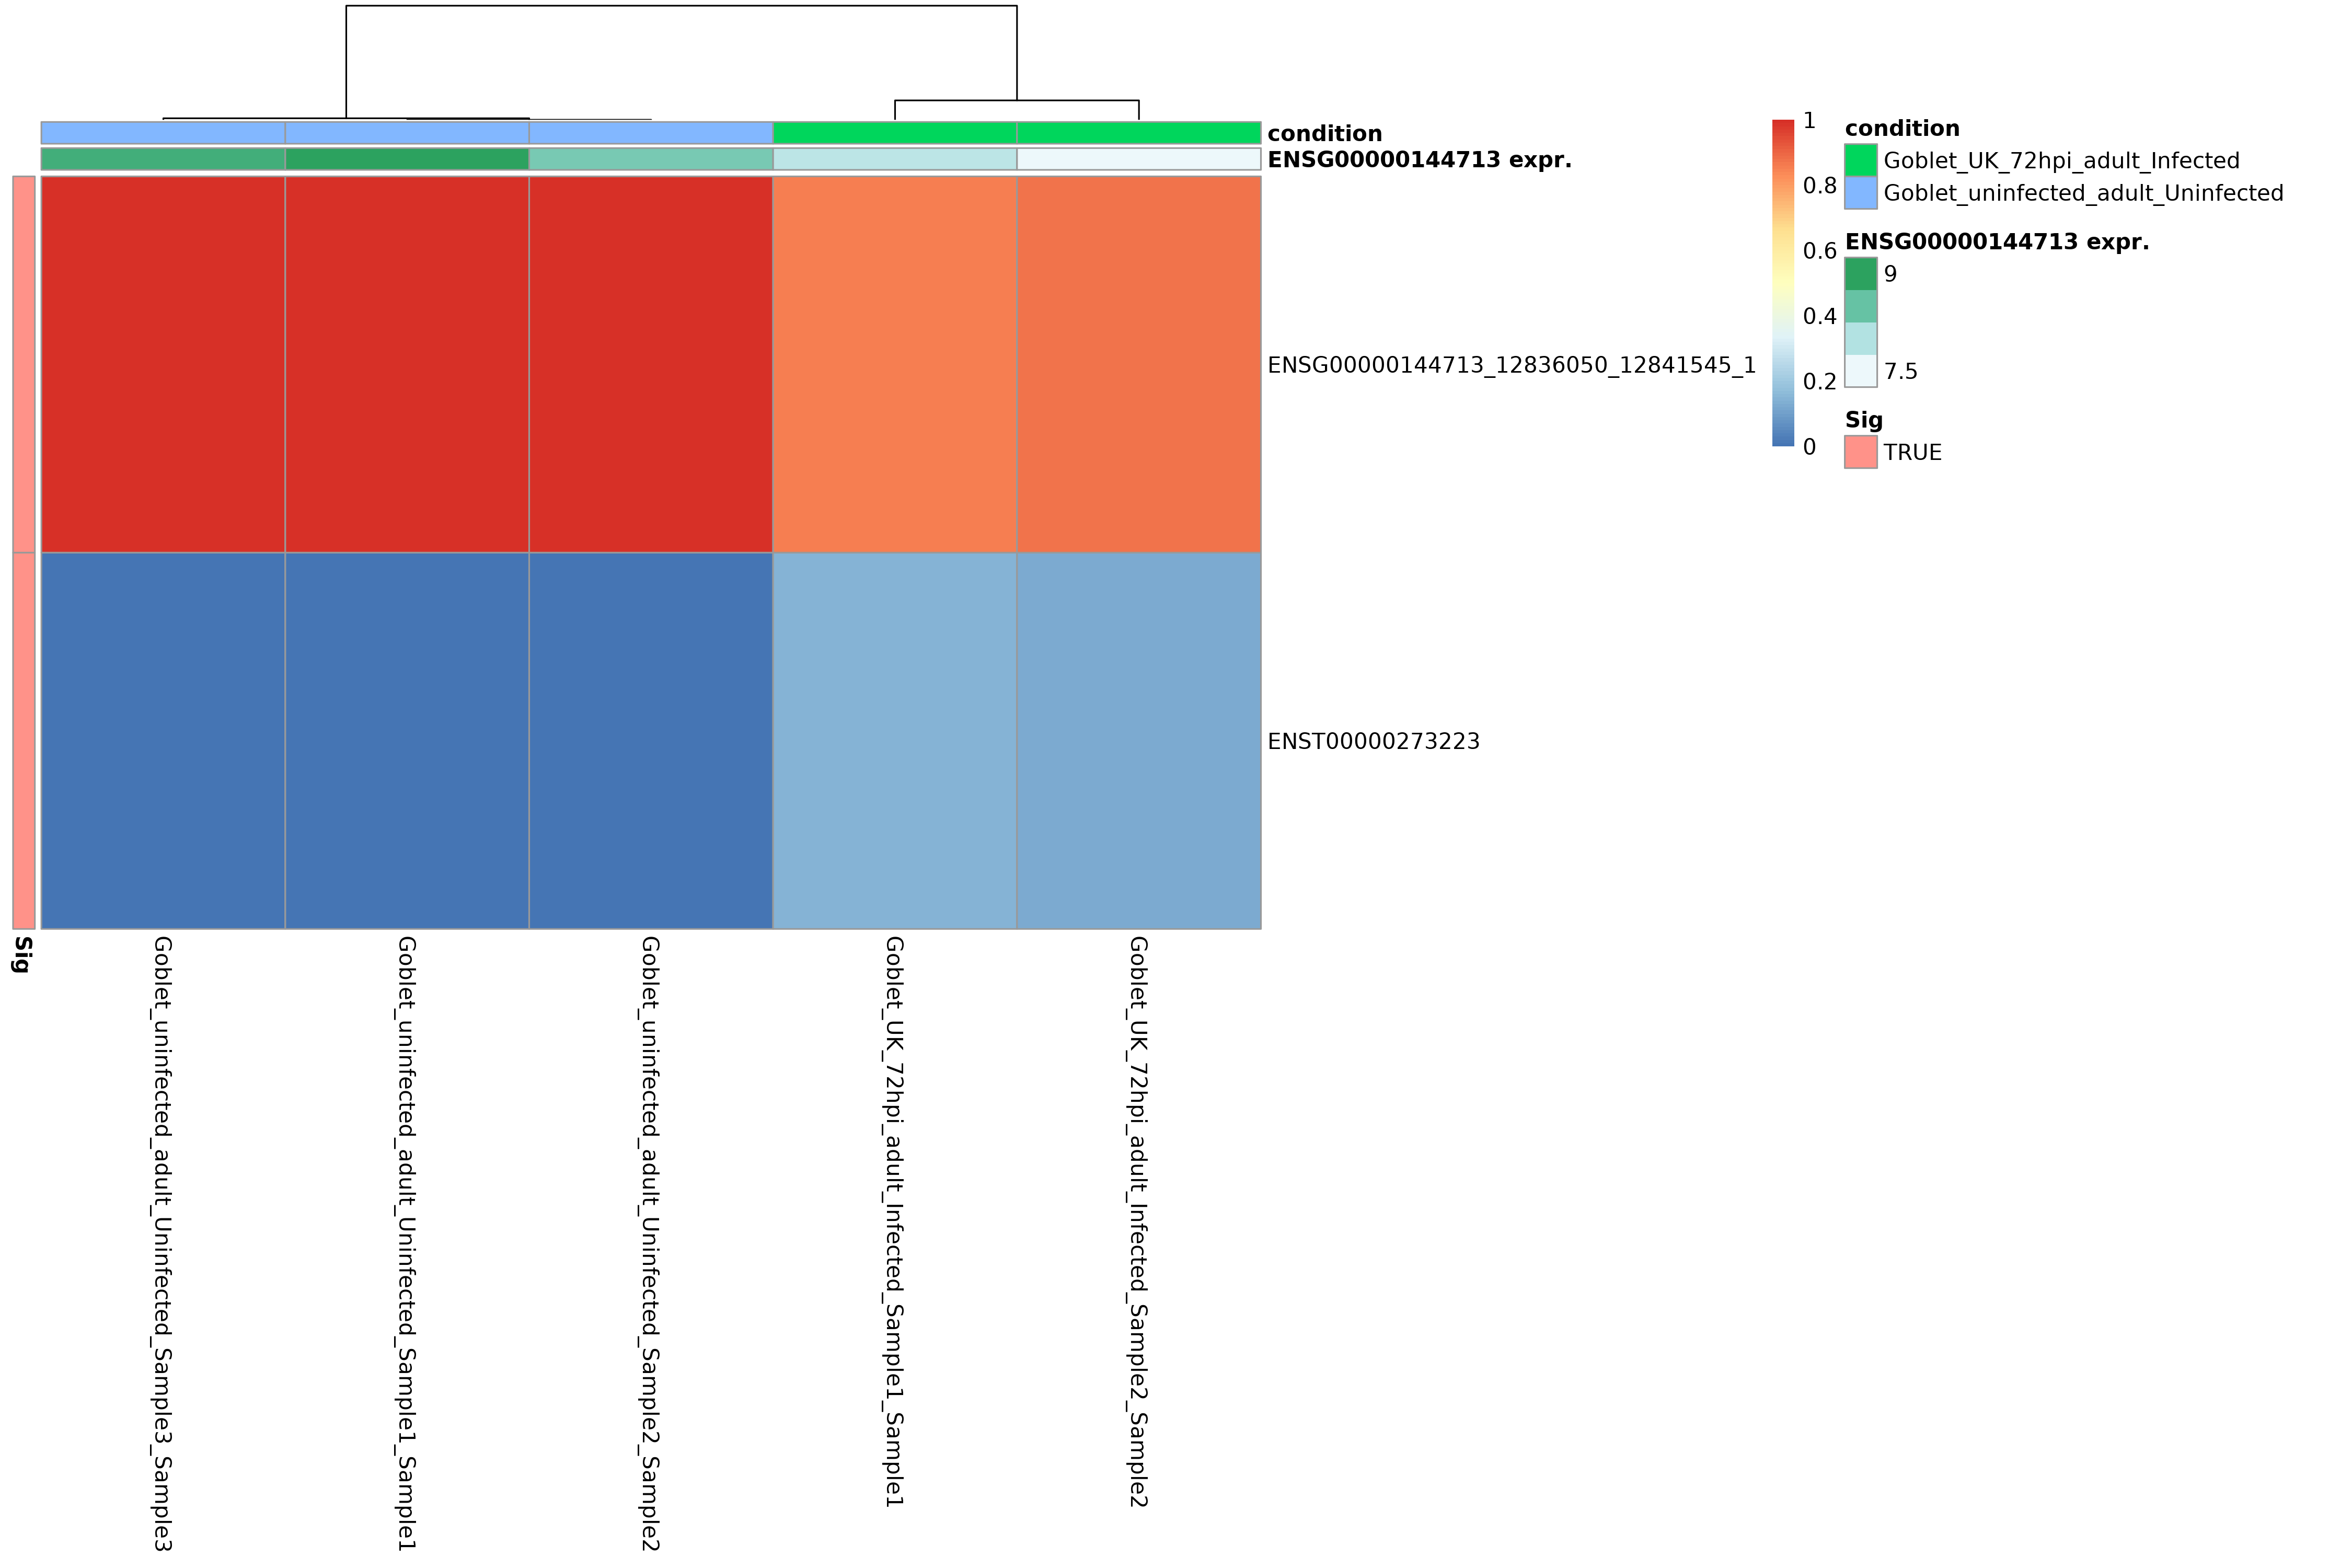 condition
ENSG00000144713 expr.
ENSG00000144713_12836050_12841545_1
ENST00000273223
Sig
Goblet_uninfected_adult_Uninfected_Sample3_Sample3
Goblet_uninfected_adult_Uninfected_Sample1_Sample1
Goblet_uninfected_adult_Uninfected_Sample2_Sample2
Goblet_UK_72hpi_adult_Infected_Sample1_Sample1
Goblet_UK_72hpi_adult_Infected_Sample2_Sample2
1
0.8
0.6
0.4
0.2
0
condition
Goblet_UK_72hpi_adult_Infected
Goblet_uninfected_adult_Uninfected
ENSG00000144713 expr.
9
7.5
Sig
TRUE